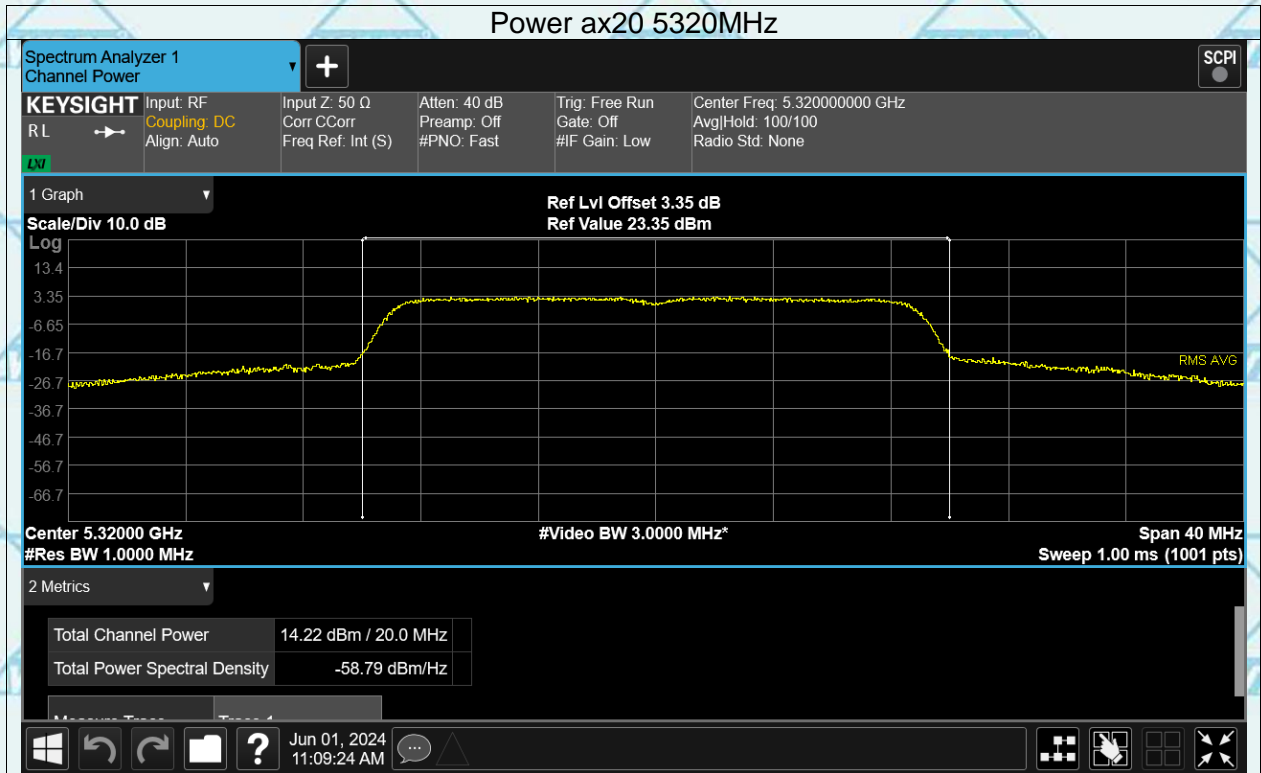 Power ax20 5320MHz
Spectrum Analyzer 1
Channel Power
SCPI
KEYSIGHT
R L
LXI
Input: RF
Coupling: DC
Align: Auto
Input Z: 50 Ω
Corr CCorr
Freq Ref: Int (S)
Atten: 40 dB
Preamp: Off
#PNO: Fast
Trig: Free Run
Gate: Off
#IF Gain: Low
Center Freq: 5.320000000 GHz
Avg|Hold: 100/100
Radio Std: None
1 Graph
Scale/Div 10.0 dB
Ref Lvl Offset 3.35 dB
Ref Value 23.35 dBm
Log
13.4
3.35
-6.65
-16.7
-26.7
-36.7
-46.7
-56.7
-66.7
RMS AVG
Center 5.32000 GHz
#Video BW 3.0000 MHz*
Span 40 MHz
#Res BW 1.0000 MHz
Sweep 1.00 ms (1001 pts)
2 Metrics
Total Channel Power 14.22 dBm / 20.0 MHz
Total Power Spectral Density -58.79 dBm/Hz
Measure Trace Trace 1
?
Jun 01, 2024
11:09:24 AM